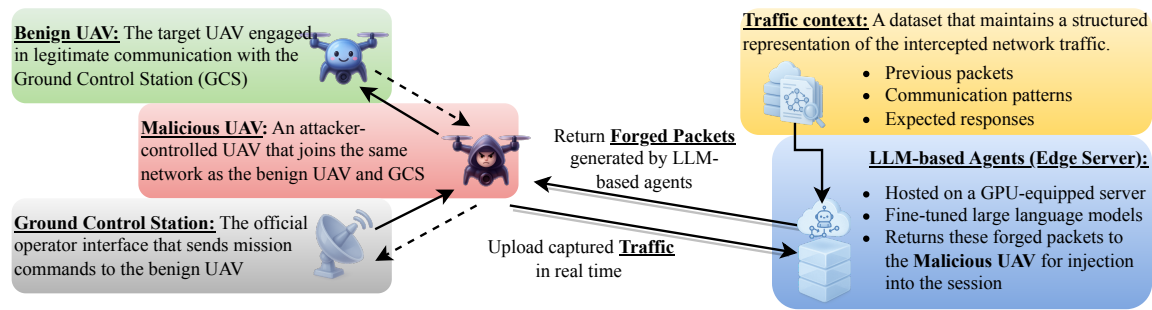 Benign UAV: The target UAV engaged
in legitimate communication with the
Ground Control Station (GCS)
Malicious UAV: An attacker-
controlled UAV that joins the same
network as the benign UAV and GCS
Ground Control Station: The official
operator interface that sends mission
commands to the benign UAV
Return Forged Packets
generated by LLM-
based agents
Upload captured Traffic
in real time
Traffic context: A dataset that maintains a structured
representation of the intercepted network traffic.
• Previous packets
• Communication patterns
• Expected responses
LLM-based Agents (Edge Server):
• Hosted on a GPU-equipped server
• Fine-tuned large language models
• Returns these forged packets to
the Malicious UAV for injection
into the session